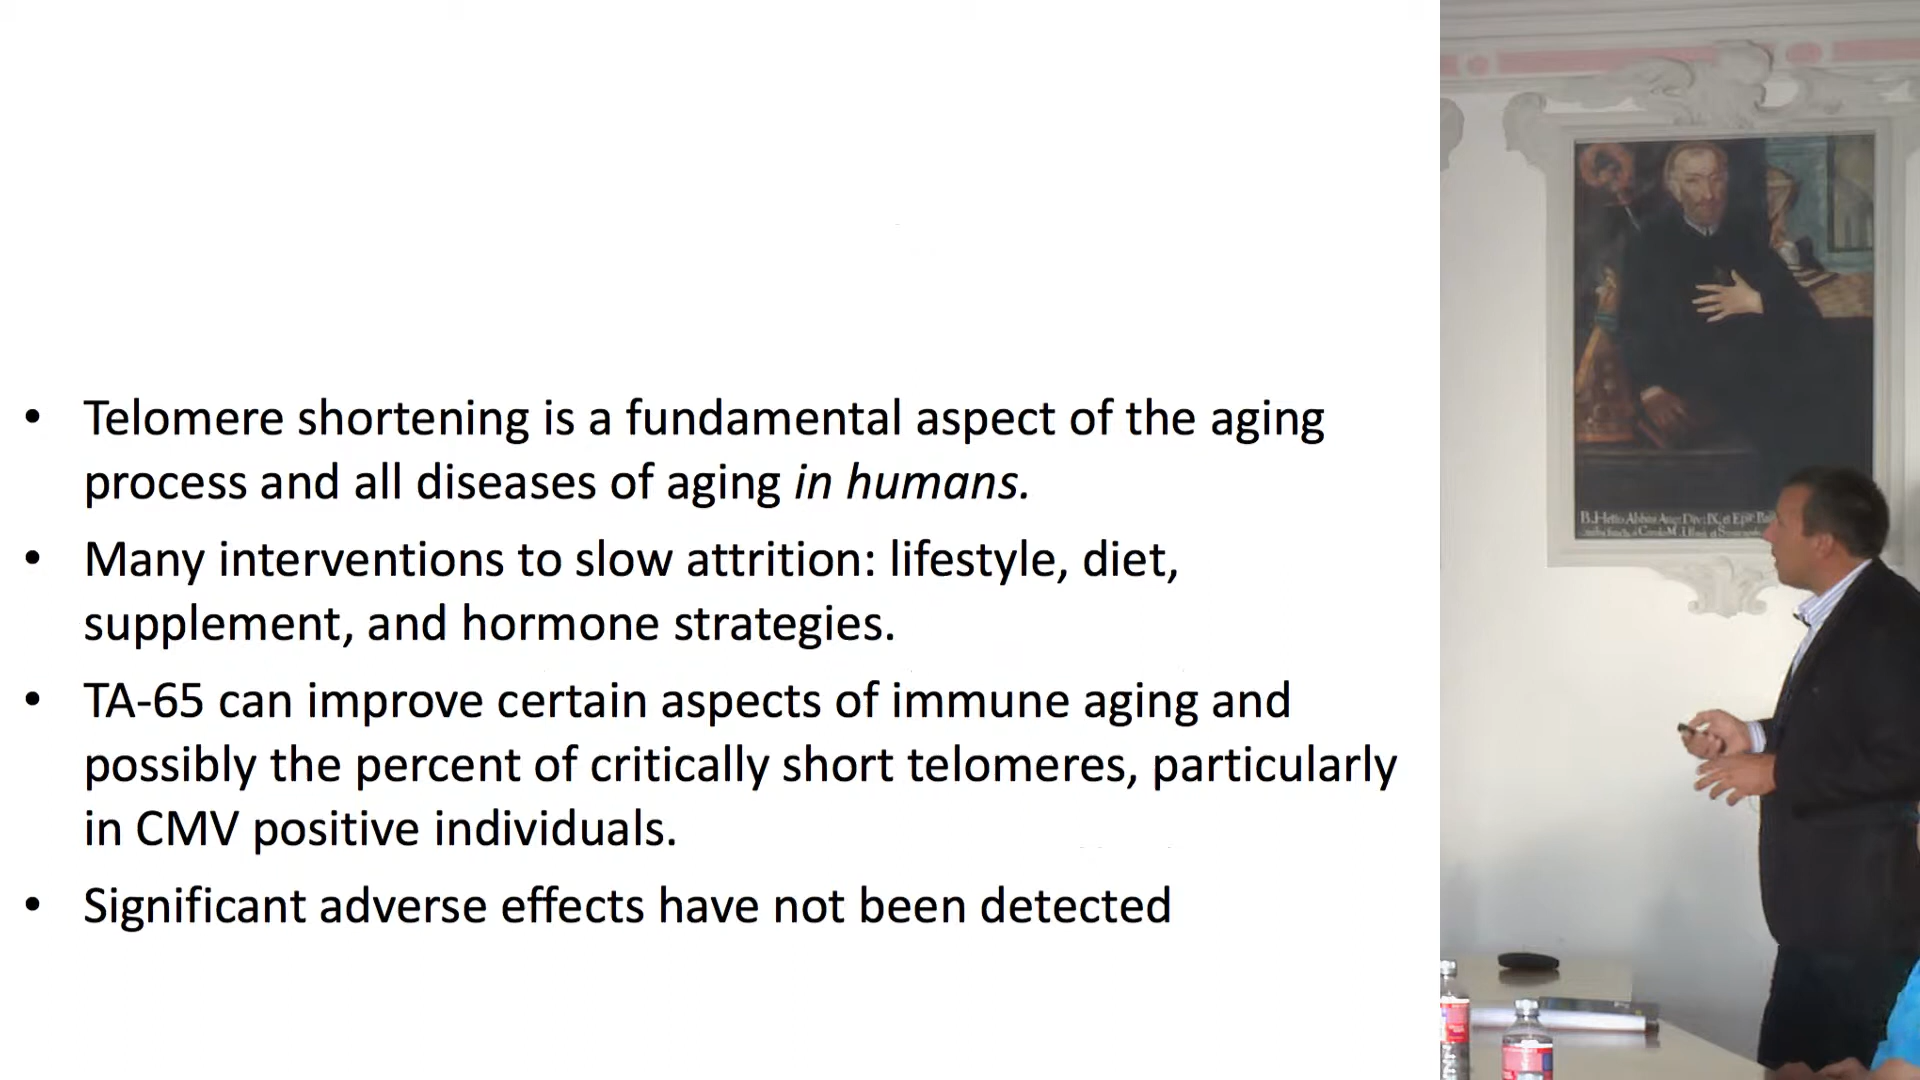 • Telomere shortening is a fundamental aspect of the aging
process and all diseases of aging in humans.
• Many interventions to slow attrition: lifestyle, diet,
supplement, and hormone strategies.
• TA-65 can improve certain aspects of immune aging and
possibly the percent of critically short telomeres, particularly
in CMV positive individuals.
• Significant adverse effects have not been detected
B. Hetto Abbas